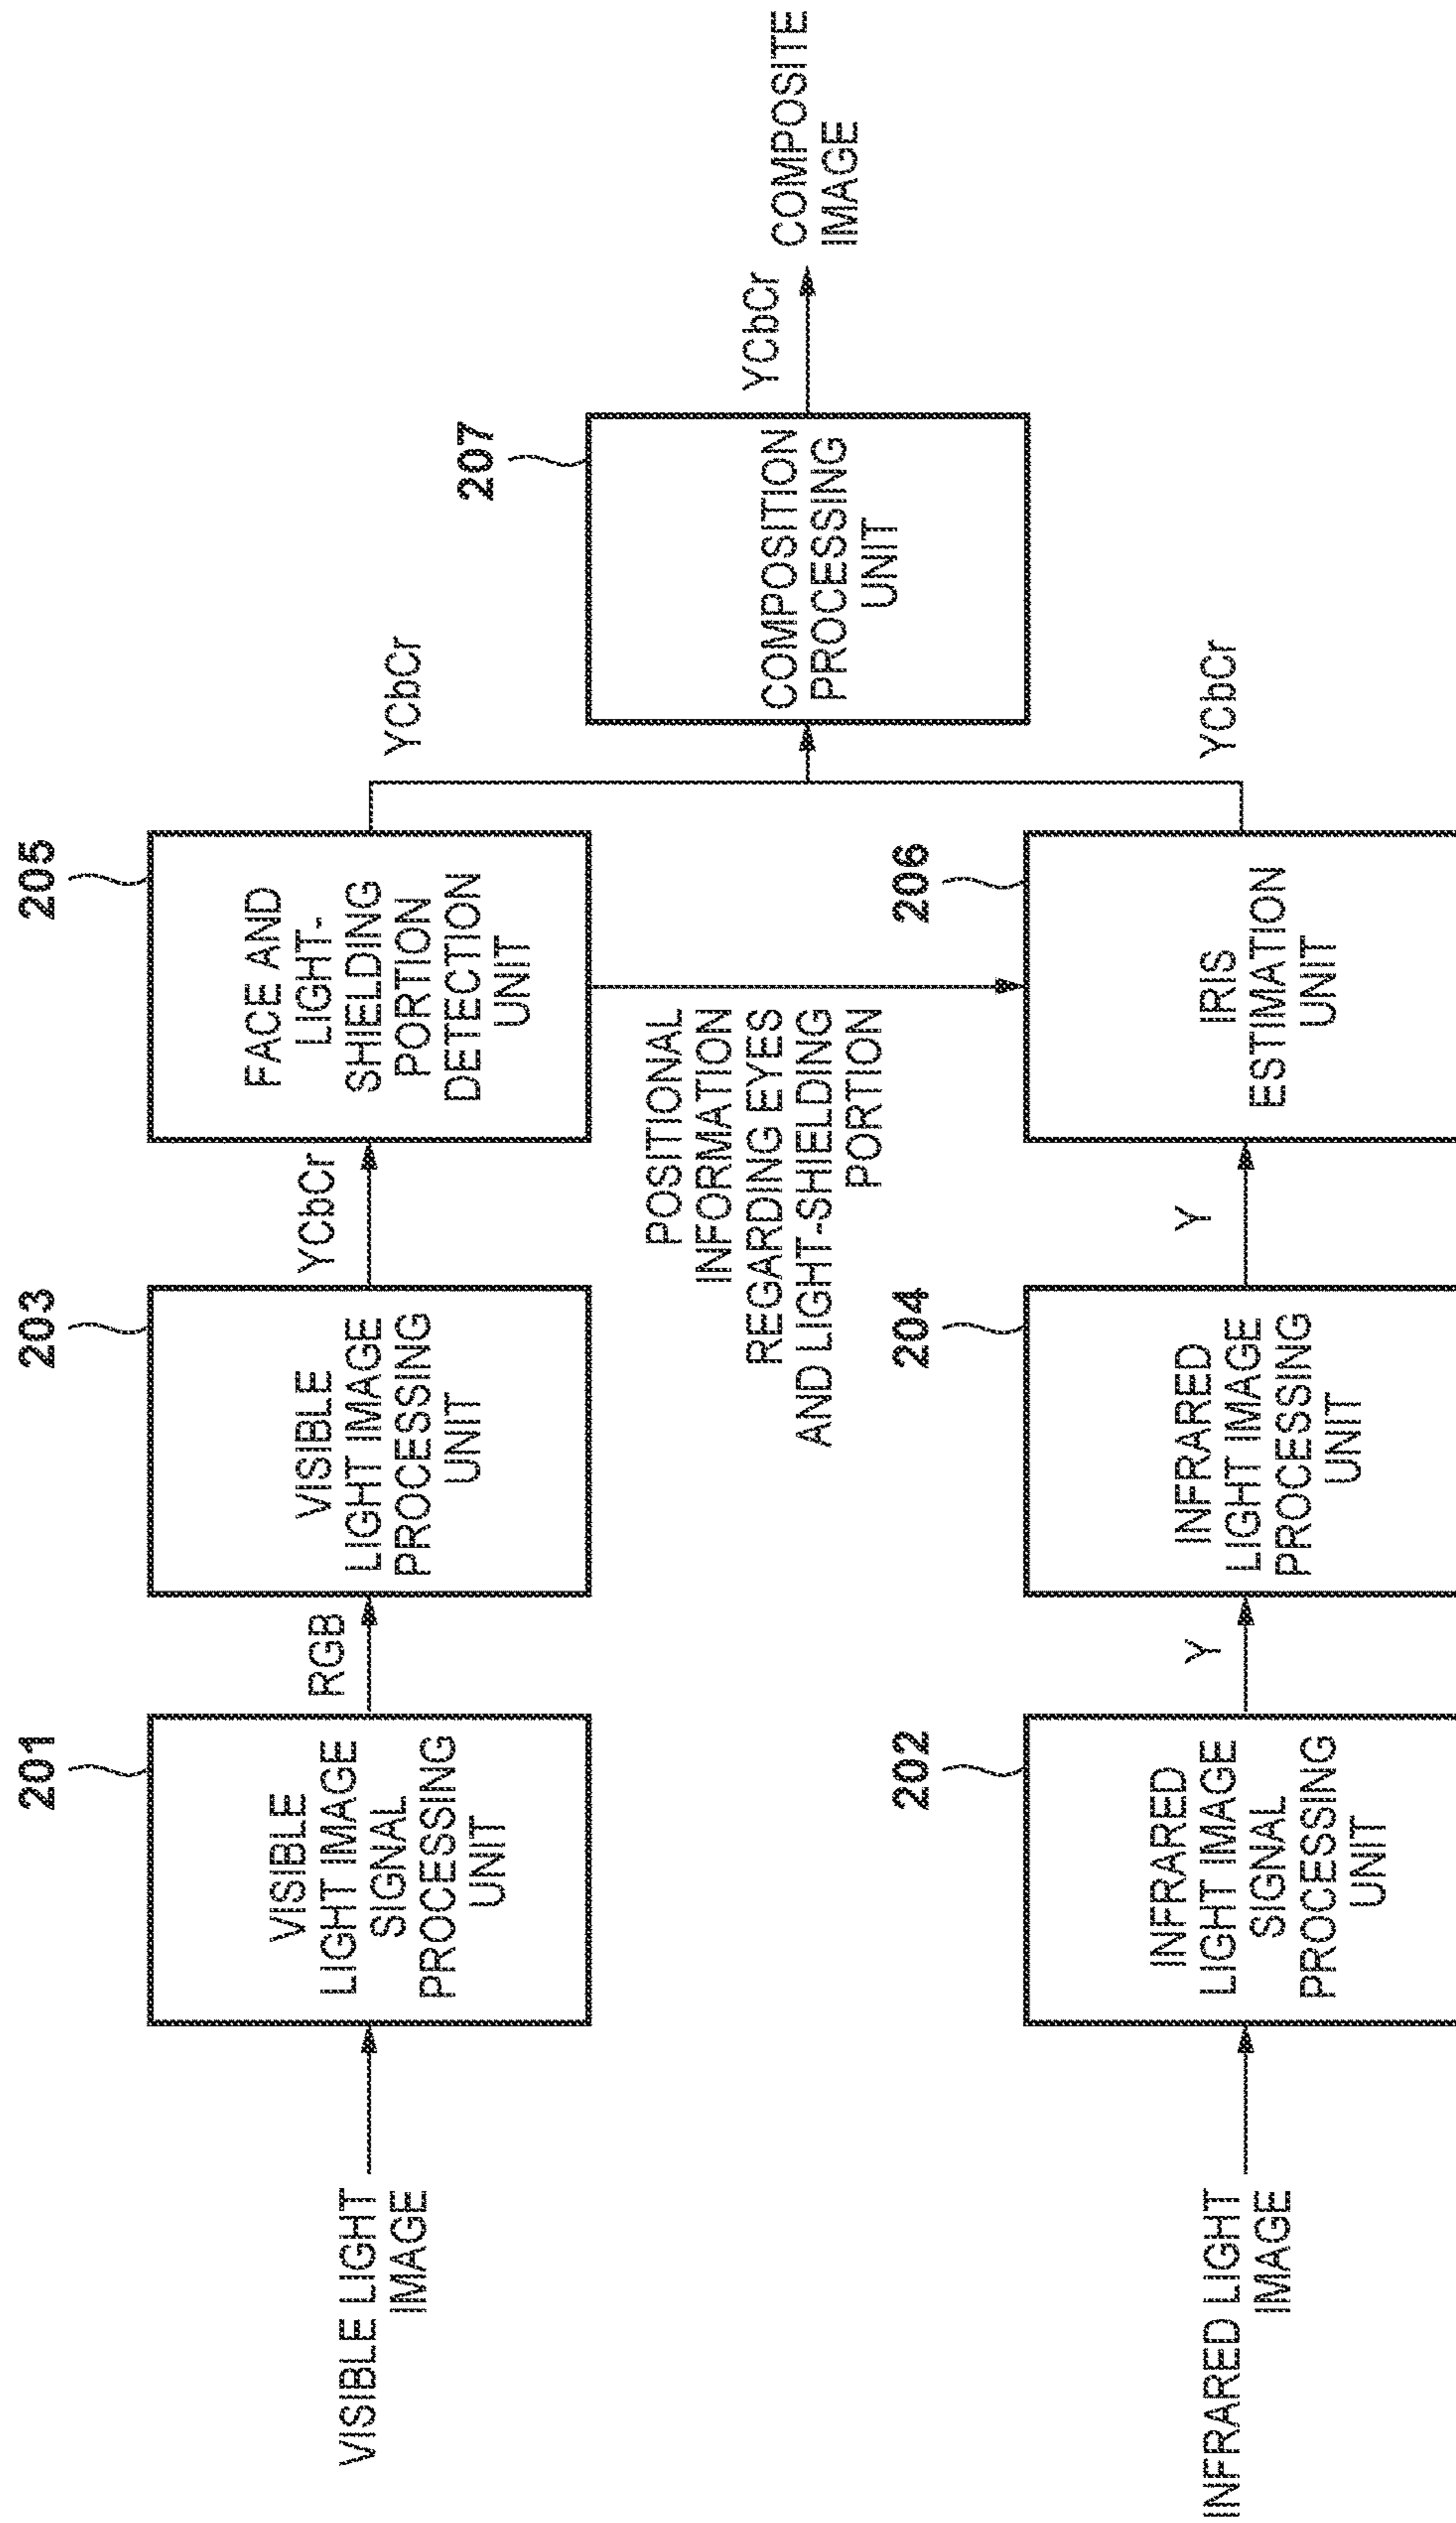 201
203
205
VISIBLE LIGHT
IMAGE
VISIBLE
LIGHT IMAGE
SIGNAL
PROCESSING
UNIT
RGB
VISIBLE
LIGHT IMAGE
PROCESSING
UNIT
YCbCr
FACE AND
LIGHT-
SHIELDING
PORTION
DETECTION
UNIT
YCbCr
207
COMPOSITION
PROCESSING
UNIT
YCbCr
COMPOSITE
IMAGE
POSITIONAL
INFORMATION
REGARDING EYES
AND LIGHT-SHIELDING
PORTION
202
204
206
INFRARED LIGHT
IMAGE
INFRARED
LIGHT IMAGE
SIGNAL
PROCESSING
UNIT
Y
INFRARED
LIGHT IMAGE
PROCESSING
UNIT
Y
IRIS
ESTIMATION
UNIT
YCbCr